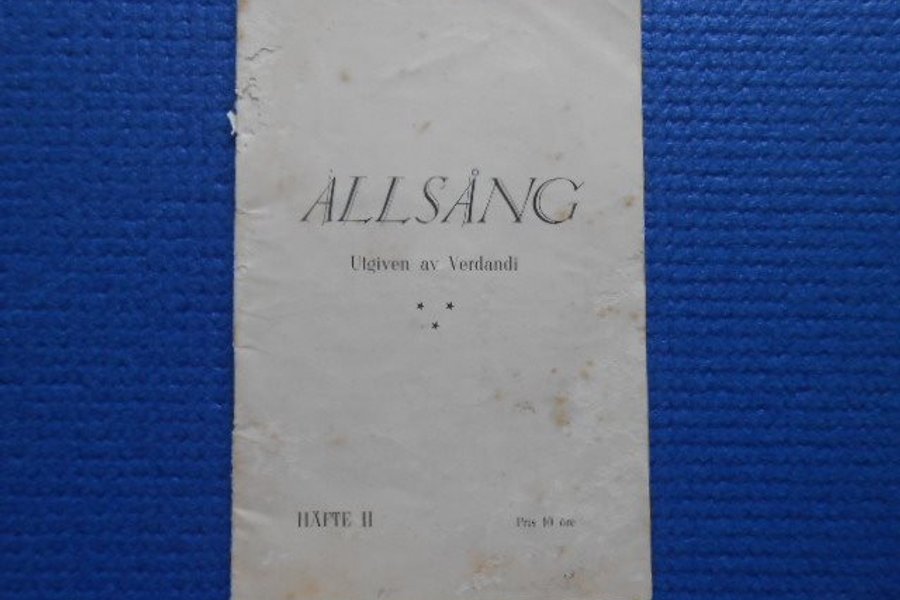 ALLSÅNG
Utgiven av Verdandi
HÄFTE II
Pris 10 öre